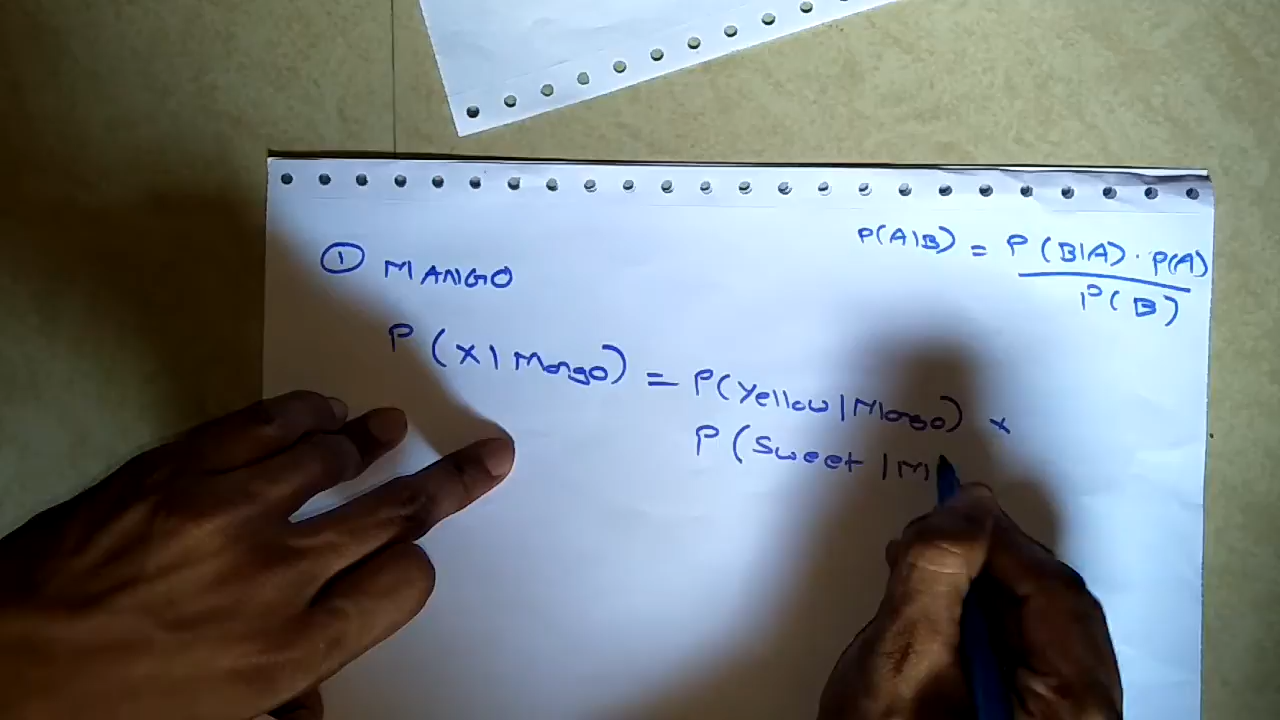 P(A|B) = P(B|A) . P(A)
P(B)
① MANGO
P (X | Mango) = P(Yellow | Mango) ×
P (Sweet | M